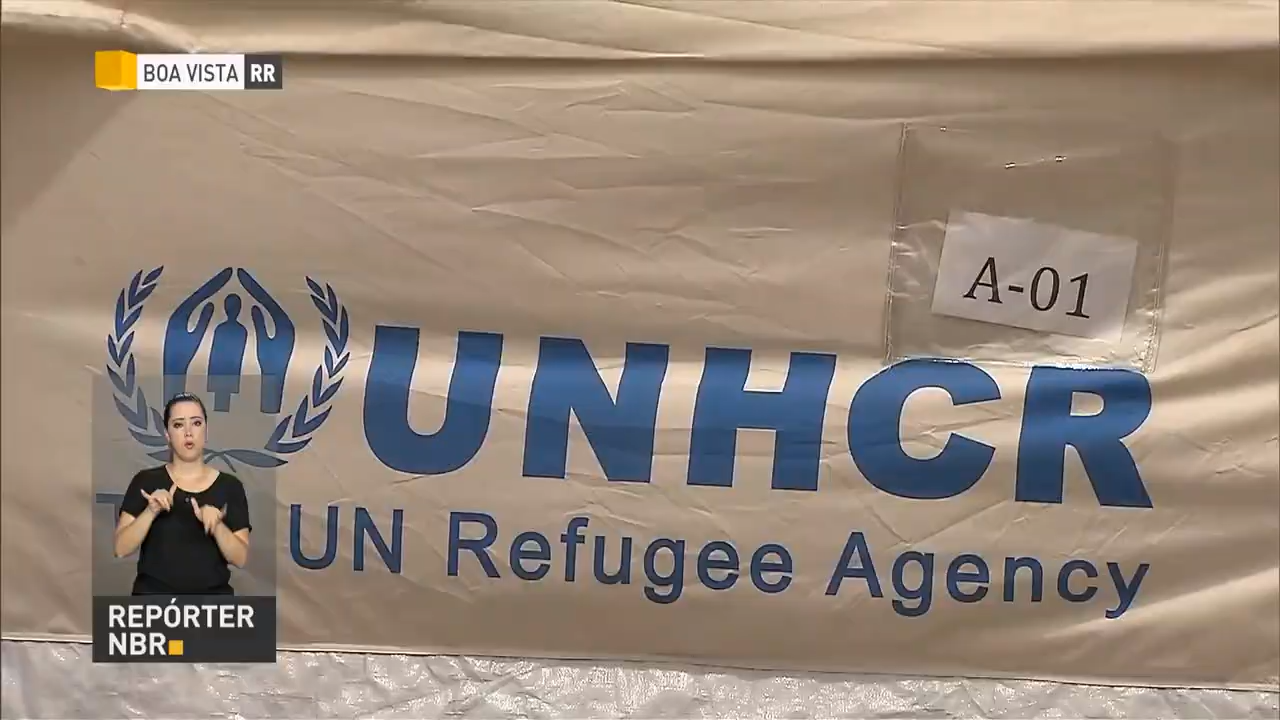 BOA VISTA RR
A-01
UNHCR
UN Refugee Agency
REPÓRTER
NBR